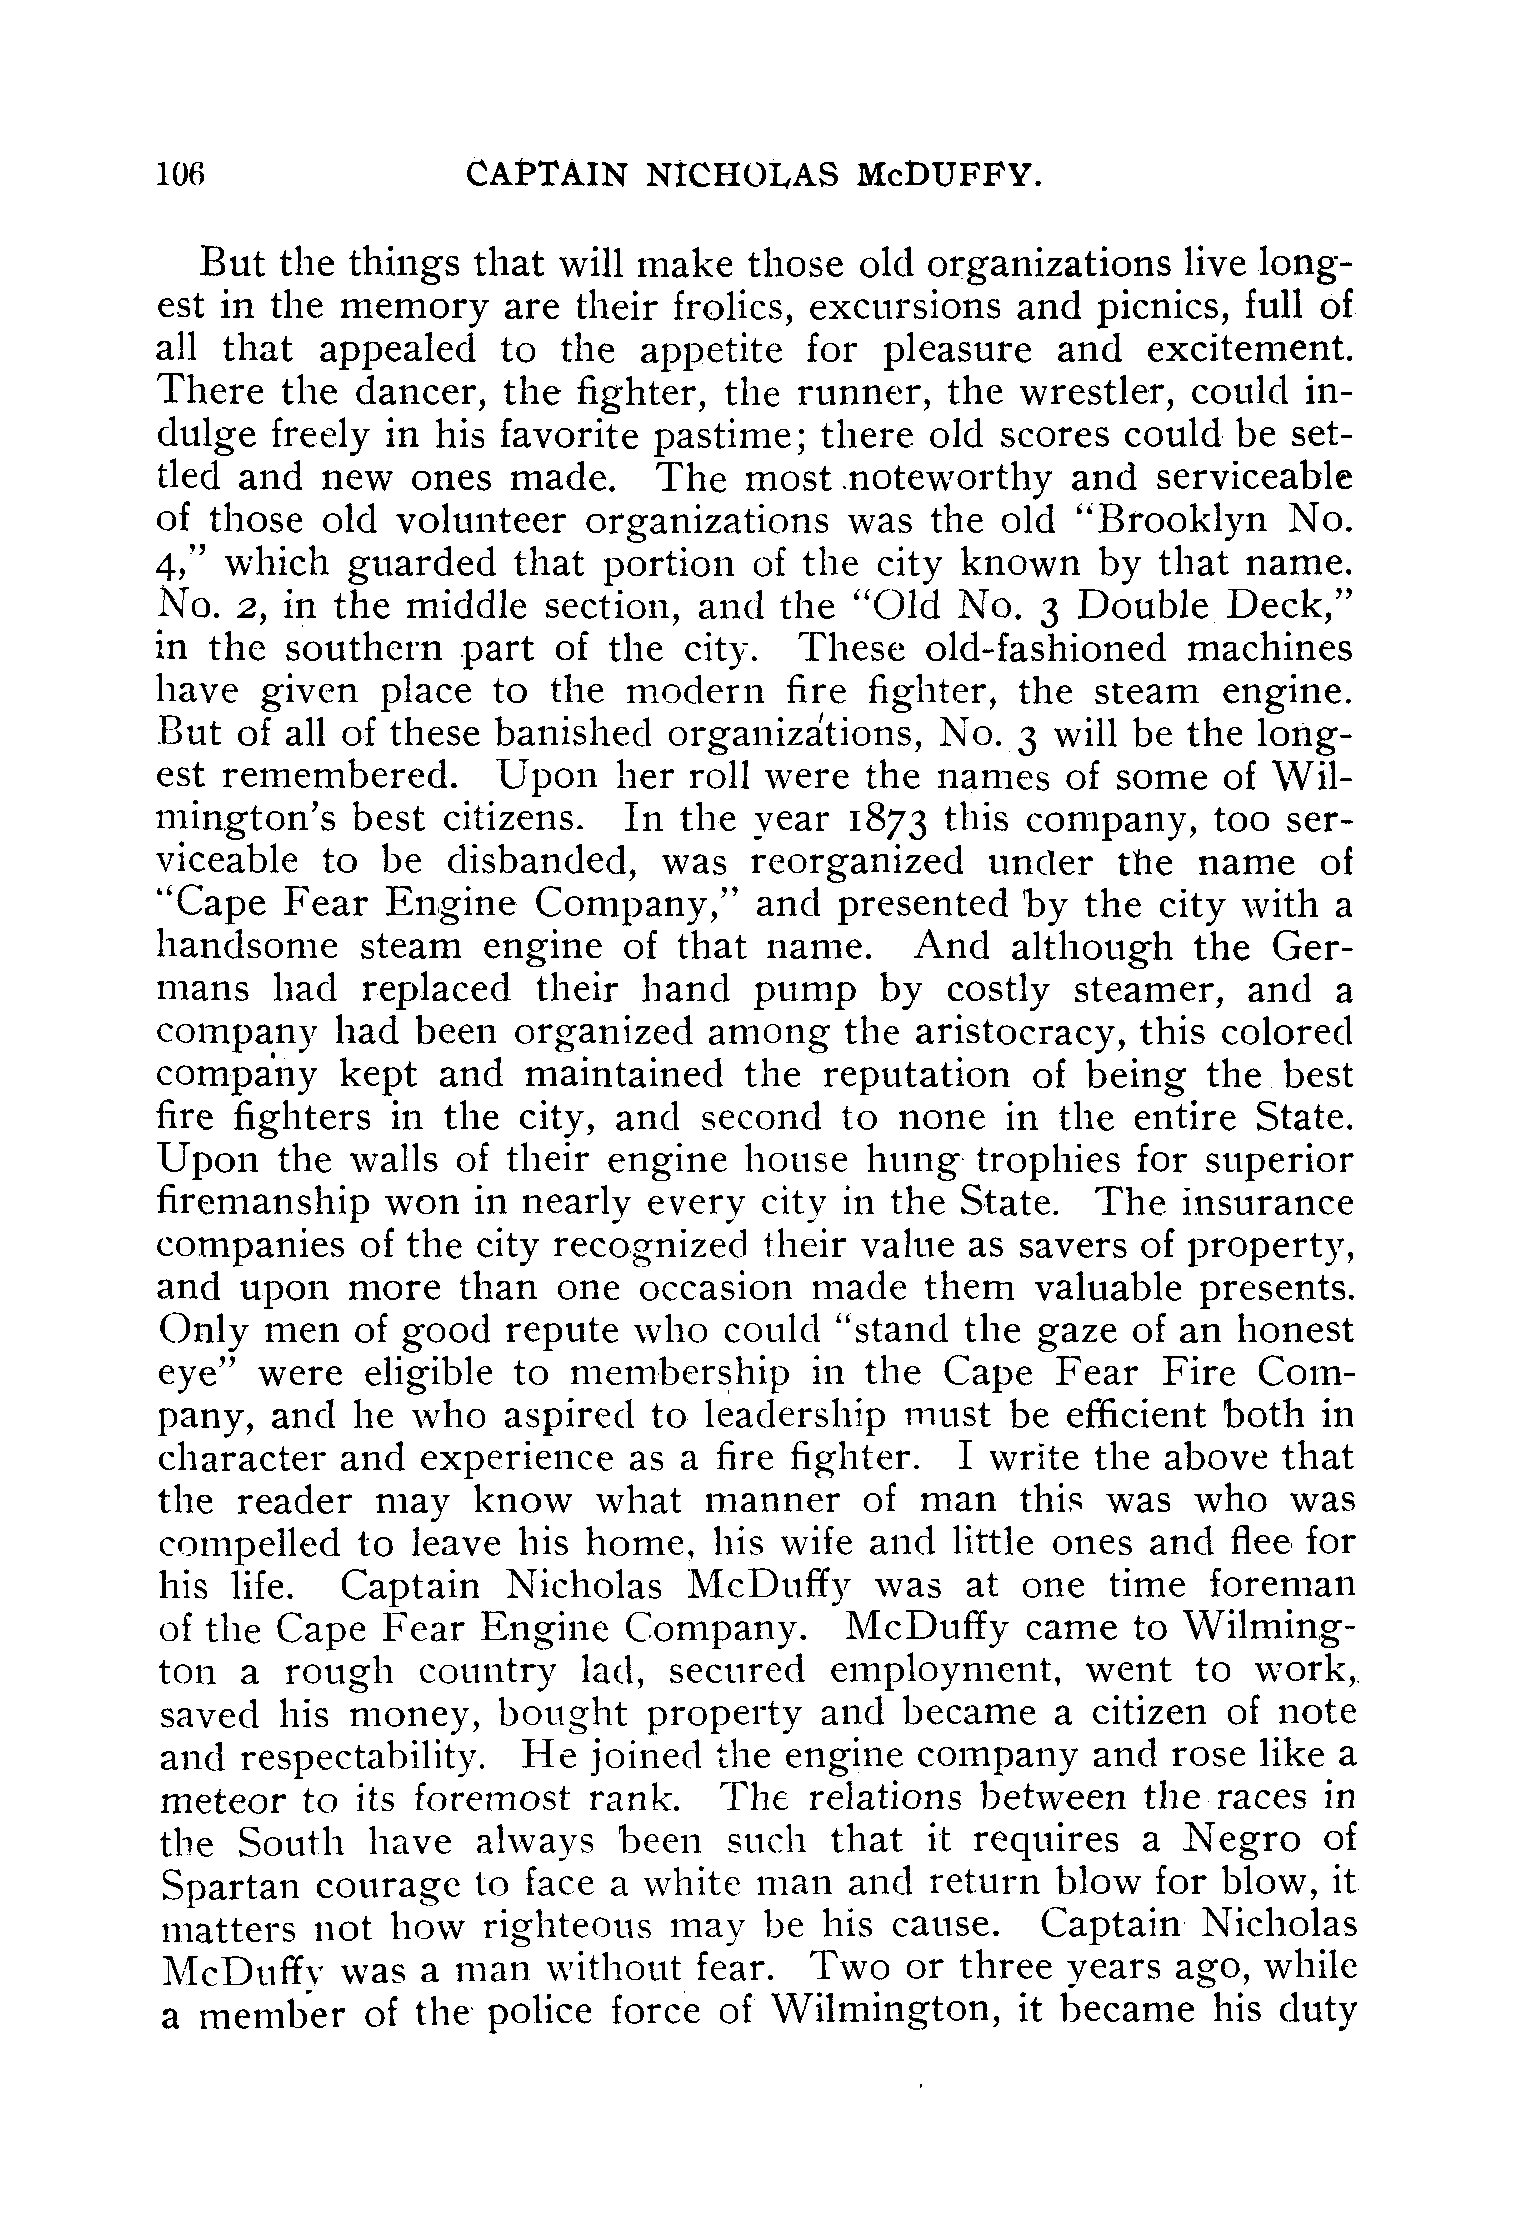 106 CAPTAIN NICHOLAS McDUFFY.
But the things that will make those old organizations live long-
est in the memory are their frolics, excursions and picnics, full of
all that appealed to the appetite for pleasure and excitement.
There the dancer, the fighter, the runner, the wrestler, could in-
dulge freely in his favorite pastime; there old scores could be set-
tled and new ones made. The most noteworthy and serviceable
of those old volunteer organizations was the old “Brooklyn No.
4,” which guarded that portion of the city known by that name.
No. 2, in the middle section, and the “Old No. 3 Double Deck,”
in the southern part of the city. These old-fashioned machines
have given place to the modern fire fighter, the steam engine.
But of all of these banished organizations, No. 3 will be the long-
est remembered. Upon her roll were the names of some of Wil-
mington’s best citizens. In the year 1873 this company, too ser-
viceable to be disbanded, was reorganized under the name of
“Cape Fear Engine Company,” and presented by the city with a
handsome steam engine of that name. And although the Ger-
mans had replaced their hand pump by costly steamer, and a
company had been organized among the aristocracy, this colored
company kept and maintained the reputation of being the best
fire fighters in the city, and second to none in the entire State.
Upon the walls of their engine house hung trophies for superior
firemanship won in nearly every city in the State. The insurance
companies of the city recognized their value as savers of property,
and upon more than one occasion made them valuable presents.
Only men of good repute who could “stand the gaze of an honest
eye” were eligible to membership in the Cape Fear Fire Com-
pany, and he who aspired to leadership must be efficient both in
character and experience as a fire fighter. I write the above that
the reader may know what manner of man this was who was
compelled to leave his home, his wife and little ones and flee for
his life. Captain Nicholas McDuffy was at one time foreman
of the Cape Fear Engine Company. McDuffy came to Wilming-
ton a rough country lad, secured employment, went to work,
saved his money, bought property and became a citizen of note
and respectability. He joined the engine company and rose like a
meteor to its foremost rank. The relations between the races in
the South have always been such that it requires a Negro of
Spartan courage to face a white man and return blow for blow, it
matters not how righteous may be his cause. Captain Nicholas
McDuffy was a man without fear. Two or three years ago, while
a member of the police force of Wilmington, it became his duty